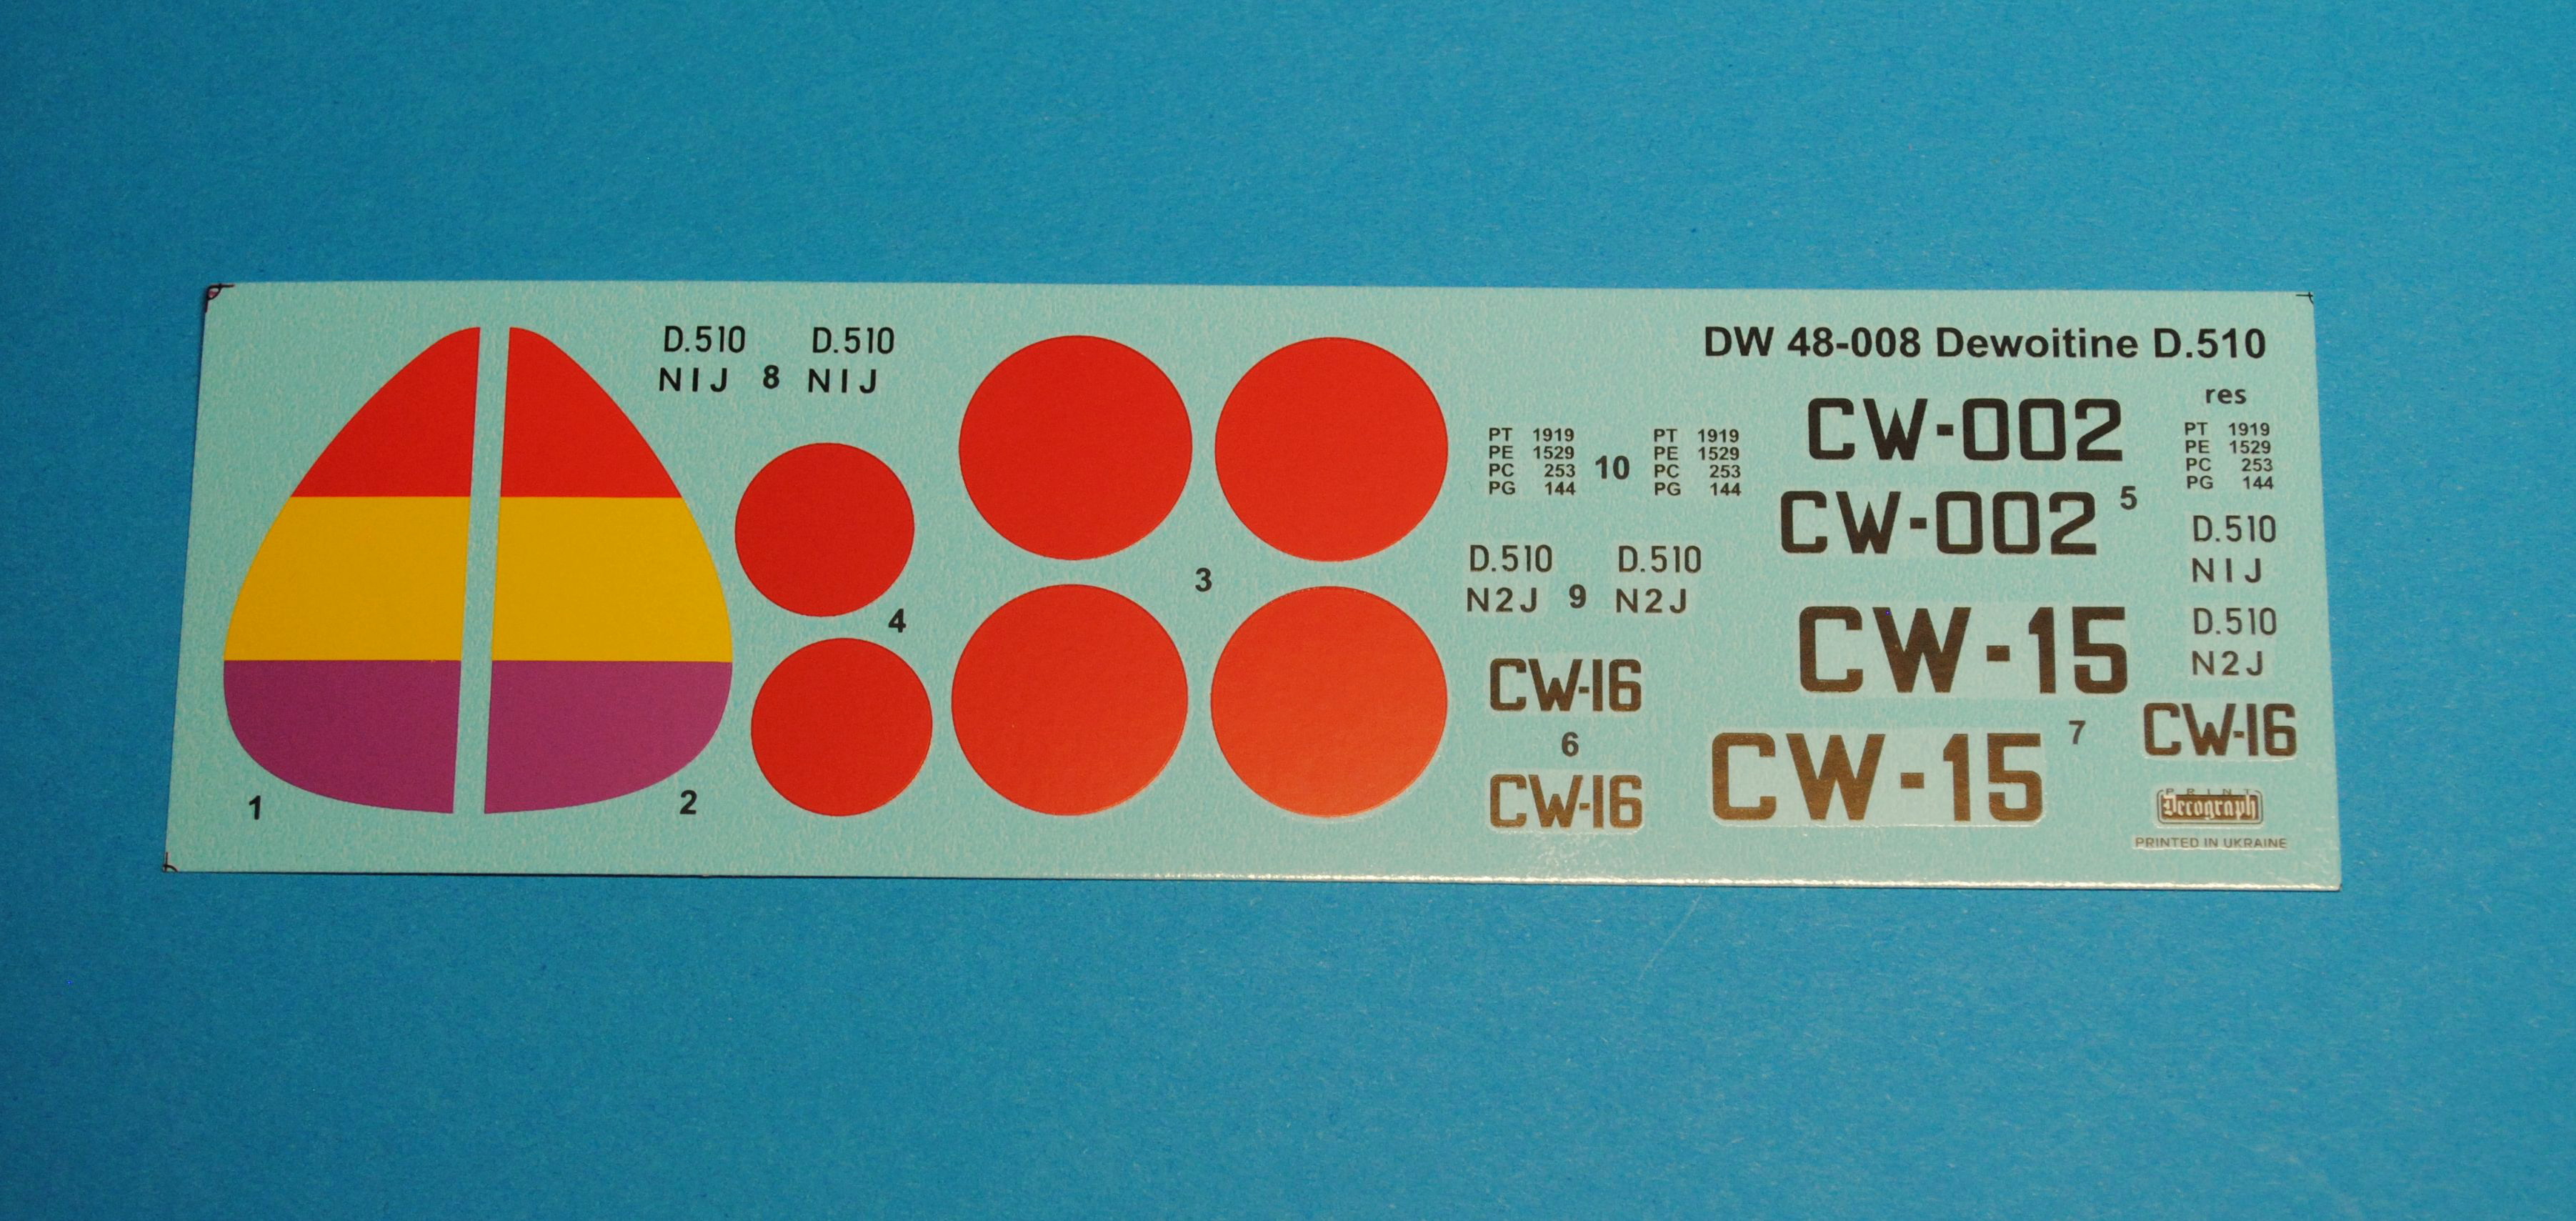 D.510 D.510
NIJ 8 NIJ
1
2
4
3
PT 1919
PE 1529
PC 253
PG 144
10
PT 1919
PE 1529
PC 253
PG 144
D.510 D.510
N2J 9 N2J
CW-16
6
CW-16
DW 48-008 Dewoitine D.510
CW-002
CW-002 5
CW-15
CW-15 7
res
PT 1919
PE 1529
PC 253
PG 144
D.510
NIJ
D.510
N2J
CW-16
PRINT
Decograph
PRINTED IN UKRAINE